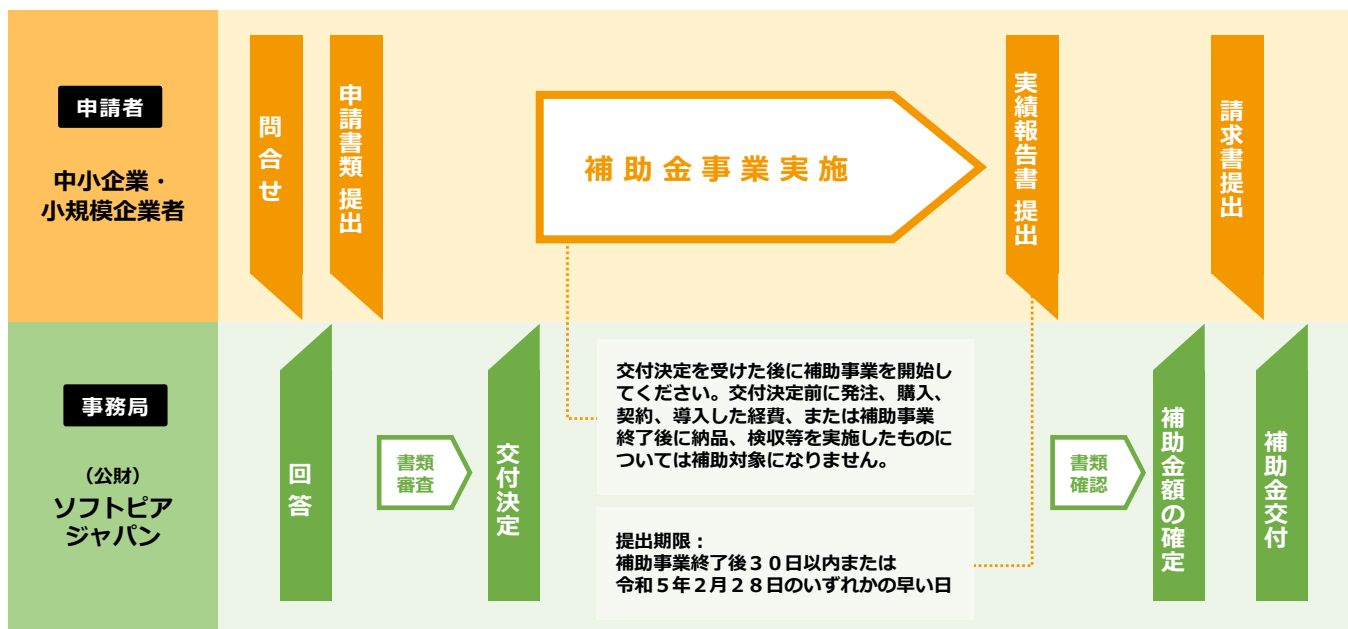 申請者
中小企業・
小規模企業者
問合せ
申請書類 提出
補助金事業実施
実績報告書 提出
請求書提出
事務局
（公財）
ソフトピア
ジャパン
回答
書類
審査
交付決定
交付決定を受けた後に補助事業を開始し
てください。交付決定前に発注、購入、
契約、導入した経費、または補助事業
終了後に納品、検収等を実施したものに
ついては補助対象になりません。
提出期限：
補助事業終了後３０日以内または
令和５年２月２８日のいずれかの早い日
書類
確認
補助金額の確定
補助金交付